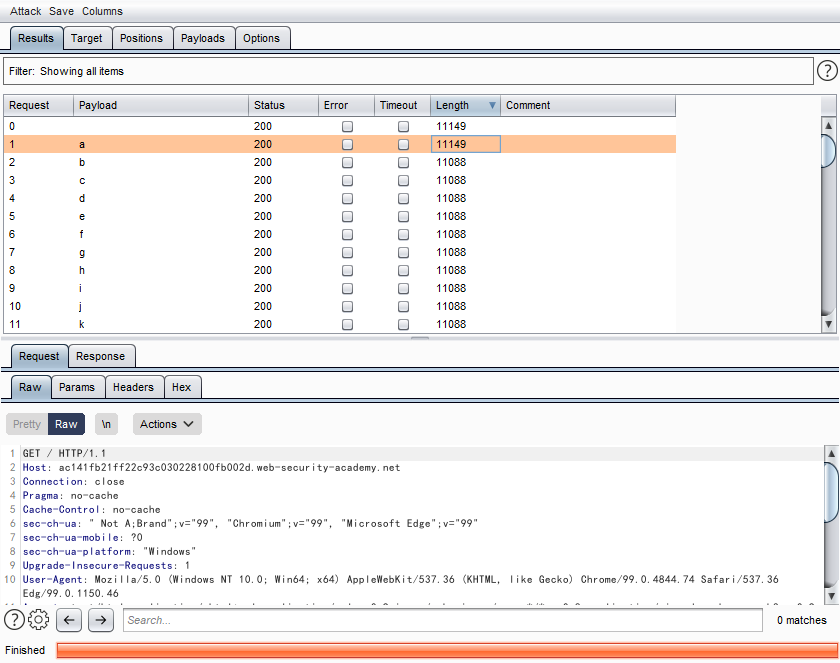 Attack Save Columns
Results Target Positions Payloads Options
Filter: Showing all items ?
Request Payload Status Error Timeout Length Comment
0 200 11149
1 a 200 11149
2 b 200 11088
3 c 200 11088
4 d 200 11088
5 e 200 11088
6 f 200 11088
7 g 200 11088
8 h 200 11088
9 i 200 11088
10 j 200 11088
11 k 200 11088
Request Response
Raw Params Headers Hex
Pretty Raw \n Actions
1 GET / HTTP/1.1
2 Host: ac141fb21ff22c93c030228100fb002d.web-security-academy.net
3 Connection: close
4 Pragma: no-cache
5 Cache-Control: no-cache
6 sec-ch-ua: " Not A;Brand";v="99", "Chromium";v="99", "Microsoft Edge";v="99"
7 sec-ch-ua-mobile: ?0
8 sec-ch-ua-platform: "Windows"
9 Upgrade-Insecure-Requests: 1
10 User-Agent: Mozilla/5.0 (Windows NT 10.0; Win64; x64) AppleWebKit/537.36 (KHTML, like Gecko) Chrome/99.0.4844.74 Safari/537.36
Edg/99.0.1150.46
? Search... 0 matches
Finished